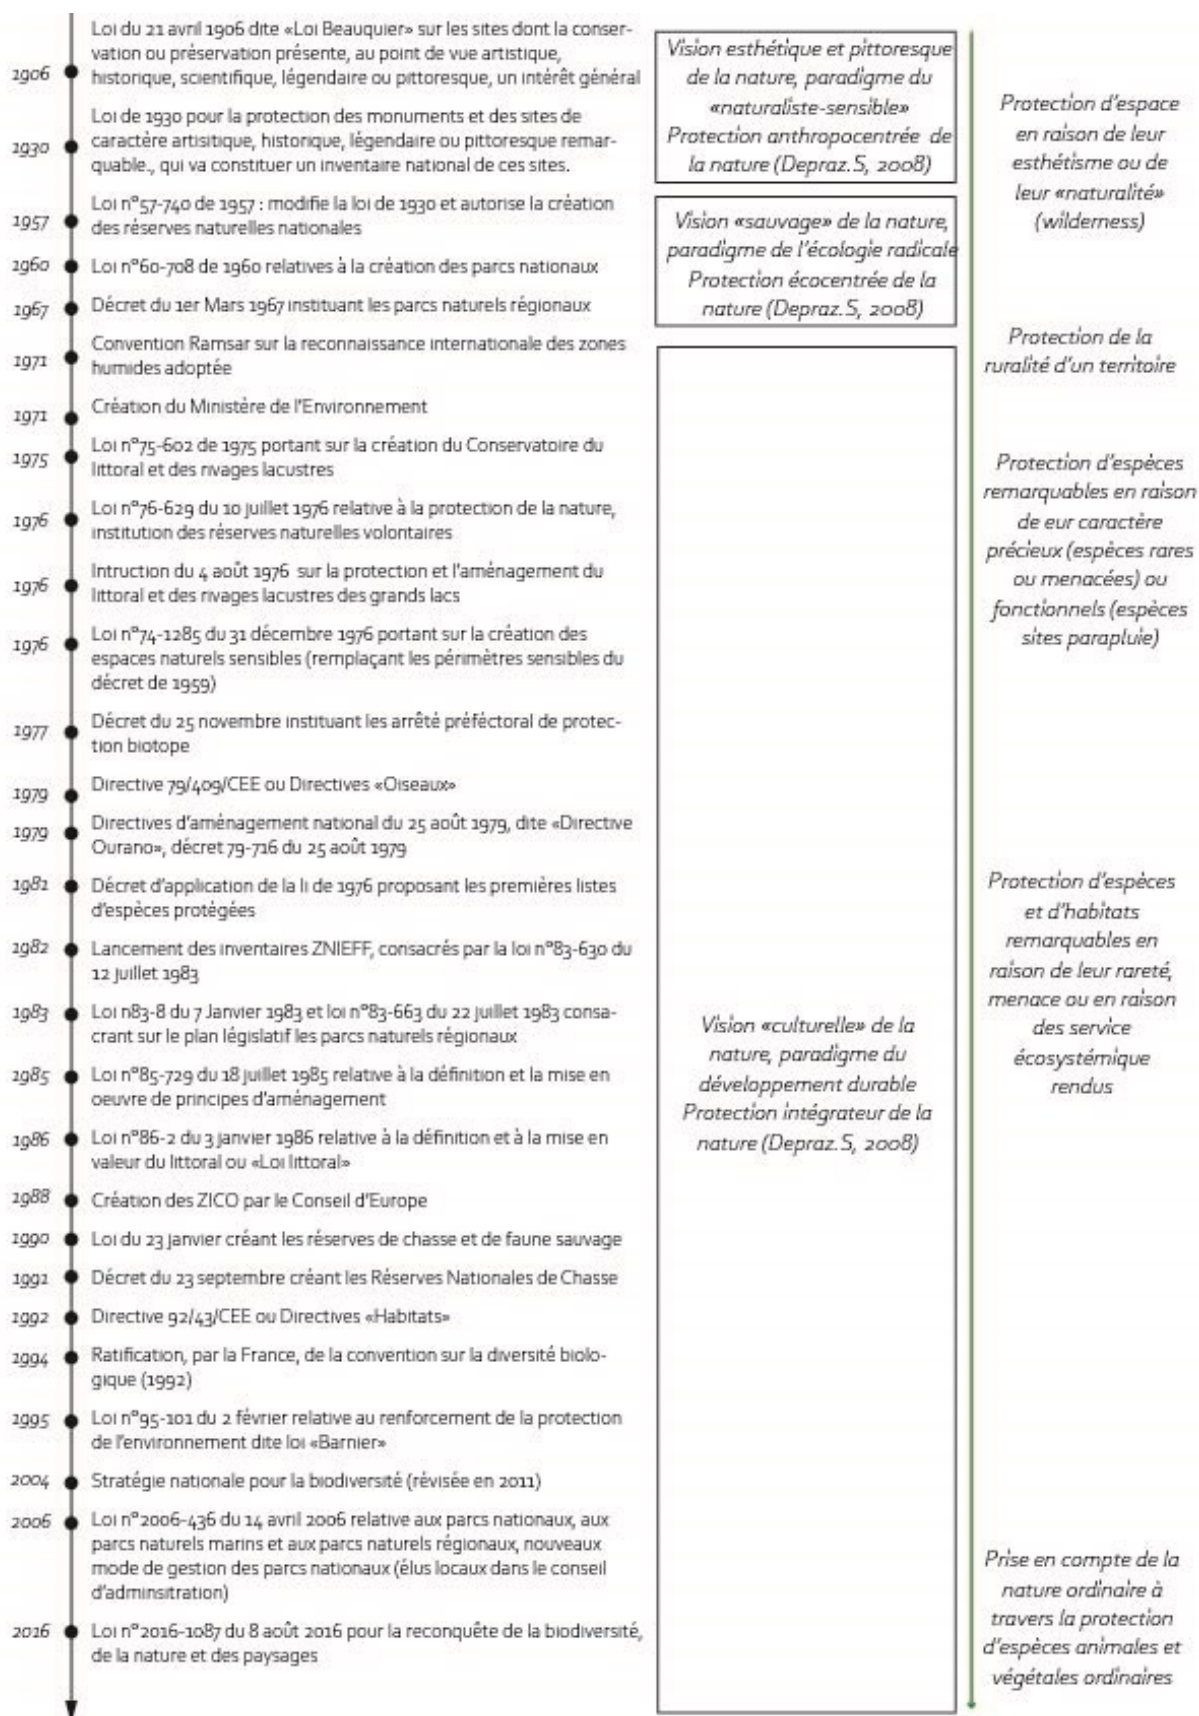 Loi du 21 avril 1906 dite «Loi Beauquier» sur les sites dont la conser-
vation ou préservation présente, au point de vue artistique,
1906 historique, scientifique, légendaire ou pittoresque, un intérêt général
Loi de 1930 pour la protection des monuments et des sites de
1930 caractère artisitique, historique, légendaire ou pittoresque remar-
quable., qui va constituer un inventaire national de ces sites.
Loi n°57-740 de 1957 : modifie la loi de 1930 et autorise la création
1957 des réserves naturelles nationales
1960 Loi n°60-708 de 1960 relatives à la création des parcs nationaux
1967 Décret du 1er Mars 1967 instituant les parcs naturels régionaux
Convention Ramsar sur la reconnaissance internationale des zones
1971 humides adoptée
1971 Création du Ministère de l'Environnement
Loi n°75-602 de 1975 portant sur la création du Conservatoire du
1975 littoral et des rivages lacustres
Loi n°76-629 du 10 juillet 1976 relative à la protection de la nature,
1976 institution des réserves naturelles volontaires
Intruction du 4 août 1976 sur la protection et l'aménagement du
1976 littoral et des rivages lacustres des grands lacs
Loi n°74-1285 du 31 décembre 1976 portant sur la création des
1976 espaces naturels sensibles (remplaçant les périmètres sensibles du
décret de 1959)
Décret du 25 novembre instituant les arrêté préféctoral de protec-
1977 tion biotope
1979 Directive 79/409/CEE ou Directives «Oiseaux»
Directives d'aménagement national du 25 août 1979, dite «Directive
1979 Ourano», décret 79-716 du 25 août 1979
1981 Décret d'application de la li de 1976 proposant les premières listes
d'espèces protégées
1982 Lancement des inventaires ZNIEFF, consacrés par la loi n°83-630 du
12 juillet 1983
1983 Loi n83-8 du 7 Janvier 1983 et loi n°83-663 du 22 juillet 1983 consa-
crant sur le plan législatif les parcs naturels régionaux
1985 Loi n°85-729 du 18 juillet 1985 relative à la définition et la mise en
oeuvre de principes d'aménagement
1986 Loi n°86-2 du 3 janvier 1986 relative à la définition et à la mise en
valeur du littoral ou «Loi littoral»
1988 Création des ZICO par le Conseil d'Europe
1990 Loi du 23 janvier créant les réserves de chasse et de faune sauvage
1991 Décret du 23 septembre créant les Réserves Nationales de Chasse
1992 Directive 92/43/CEE ou Directives «Habitats»
1994 Ratification, par la France, de la convention sur la diversité biolo-
gique (1992)
1995 Loi n°95-101 du 2 février relative au renforcement de la protection
de l'environnement dite loi «Barnier»
2004 Stratégie nationale pour la biodiversité (révisée en 2011)
2006 Loi n°2006-436 du 14 avril 2006 relative aux parcs nationaux, aux
parcs naturels marins et aux parcs naturels régionaux, nouveaux
mode de gestion des parcs nationaux (élus locaux dans le conseil
d'adminsitration)
2016 Loi n°2016-1087 du 8 août 2016 pour la reconquête de la biodiversité,
de la nature et des paysages
Vision esthétique et pittoresque
de la nature, paradigme du
«naturaliste-sensible»
Protection anthropocentrée de
la nature (Depraz.S, 2008)
Vision «sauvage» de la nature,
paradigme de l'écologie radicale
Protection écocentrée de la
nature (Depraz.S, 2008)
Vision «culturelle» de la
nature, paradigme du
développement durable
Protection intégrateur de la
nature (Depraz.S, 2008)
Protection d'espace
en raison de leur
esthétisme ou de
leur «naturalité»
(wilderness)
Protection de la
ruralité d'un territoire
Protection d'espèces
remarquables en raison
de eur caractère
précieux (espèces rares
ou menacées) ou
fonctionnels (espèces
sites parapluie)
Protection d'espèces
et d'habitats
remarquables en
raison de leur rareté,
menace ou en raison
des service
écosystémique
rendus
Prise en compte de la
nature ordinaire à
travers la protection
d'espèces animales et
végétales ordinaires